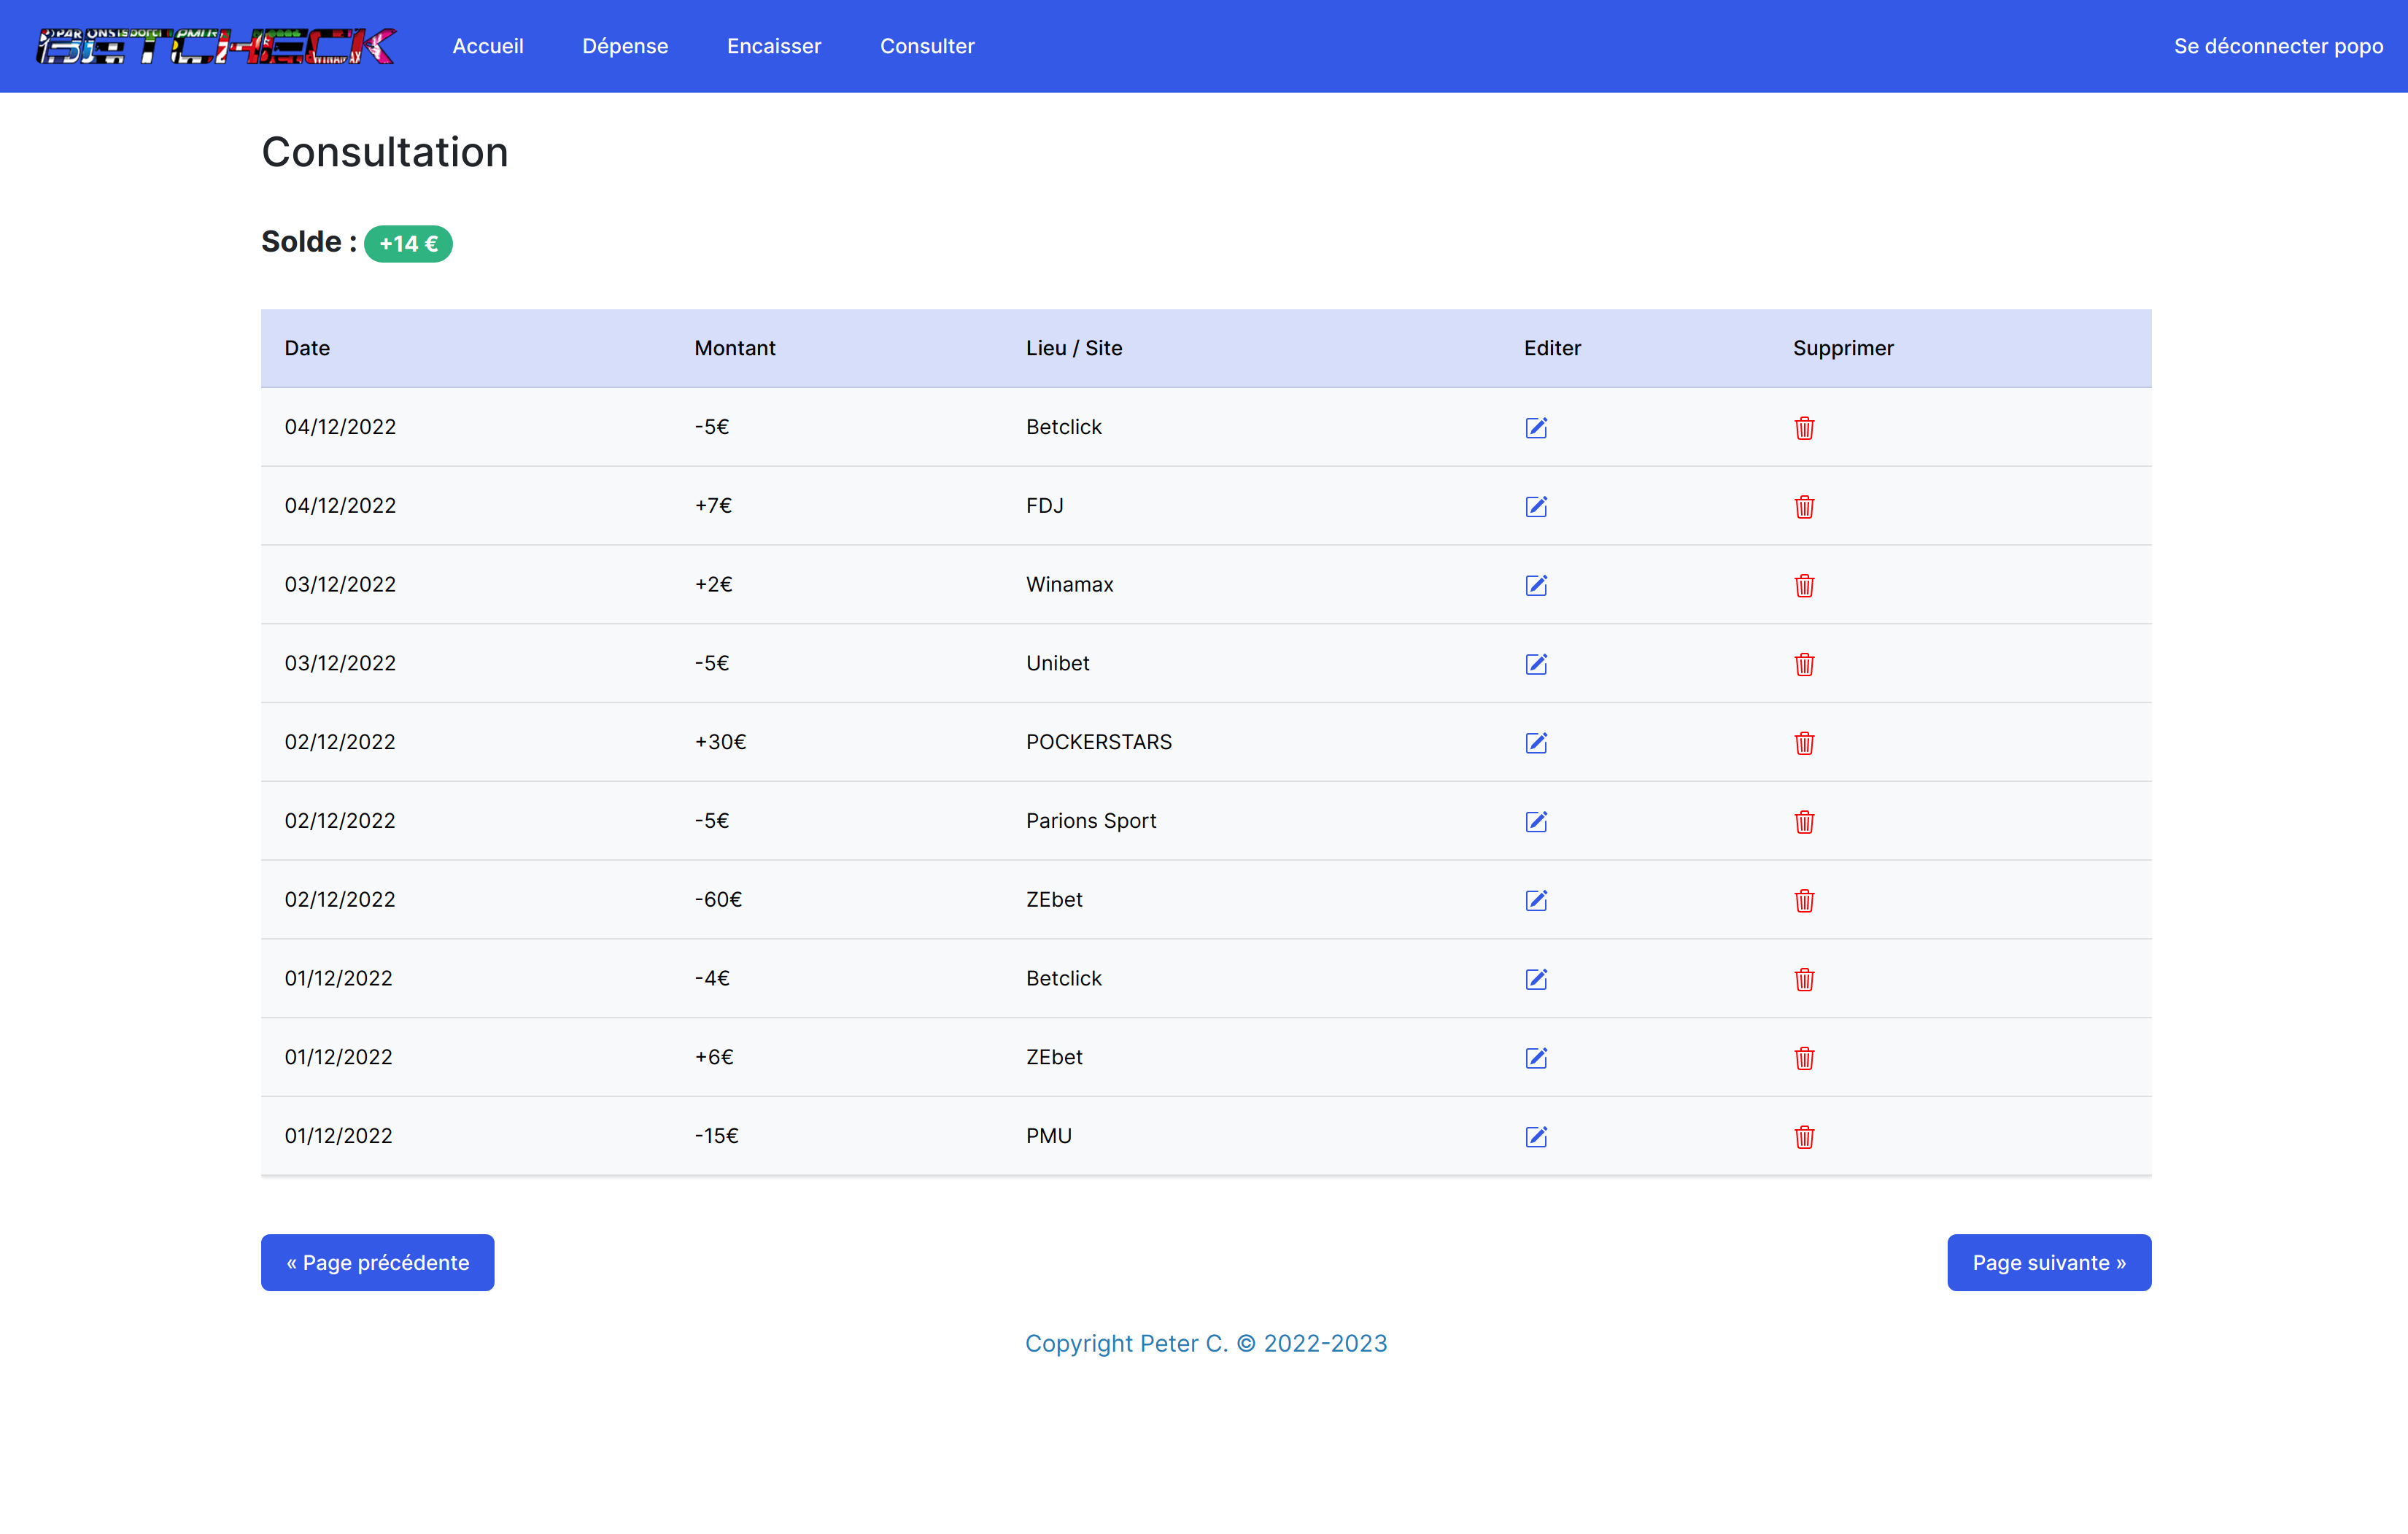 BETCHECK
Accueil Dépense Encaisser Consulter Se déconnecter popo
Consultation
Solde : +14 €
Date Montant Lieu / Site Editer Supprimer
04/12/2022 -5€ Betclick
04/12/2022 +7€ FDJ
03/12/2022 +2€ Winamax
03/12/2022 -5€ Unibet
02/12/2022 +30€ POCKERSTARS
02/12/2022 -5€ Parions Sport
02/12/2022 -60€ ZEbet
01/12/2022 -4€ Betclick
01/12/2022 +6€ ZEbet
01/12/2022 -15€ PMU
« Page précédente Page suivante »
Copyright Peter C. © 2022-2023